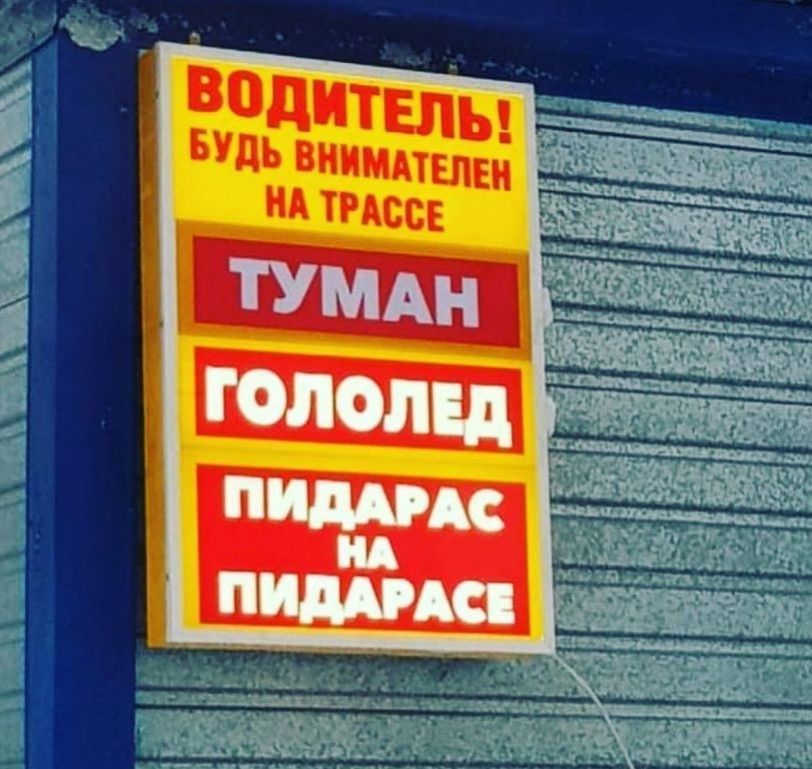 ВОДИТЕЛЬ!
БУДЬ ВНИМАТЕЛЕН
НА ТРАССЕ
ТУМАН
ГОЛОЛЕД
ПИДАРАС
НА
ПИДАРАСЕ